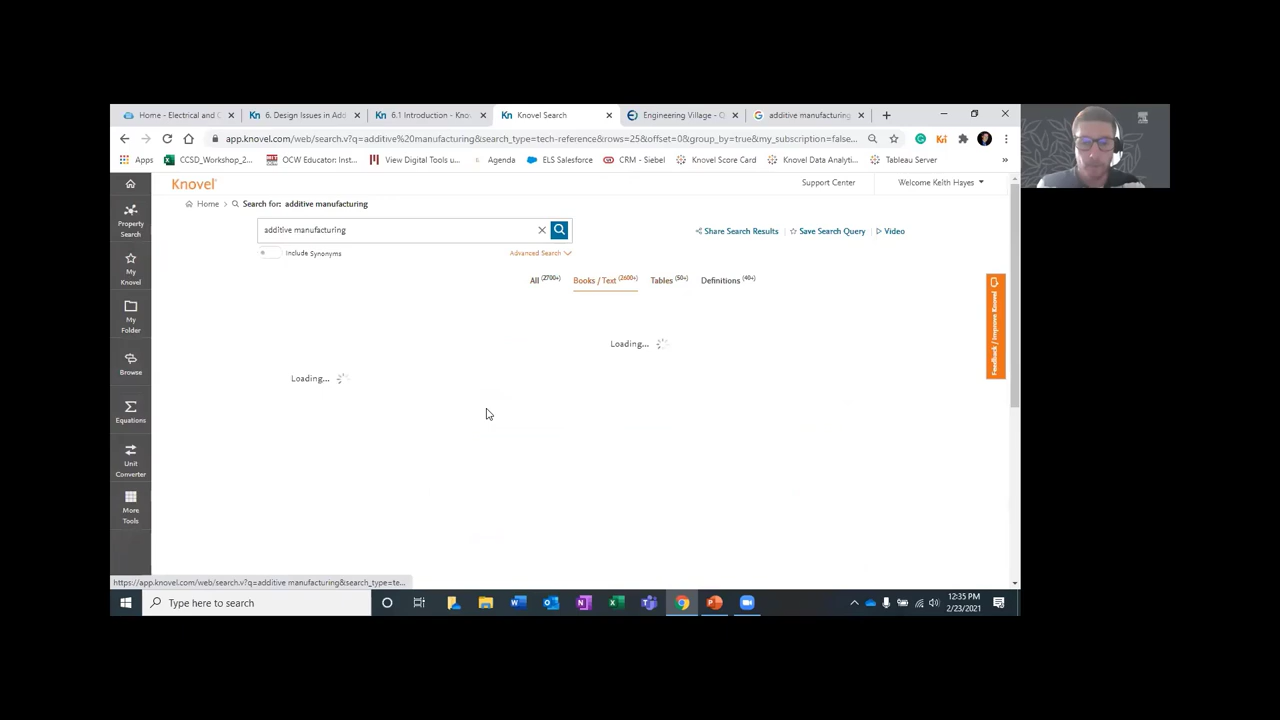 Home - Electrical and C
Kn 6. Design Issues in Add
Kn 6.1 Introduction - Kno
Kn Knovel Search
Engineering Village - Q
G additive manufacturing
app.knovel.com/web/search.v?q=additive%20manufacturing&search_type=tech-reference&rows=25&offset=0&group_by=true&my_subscription=false...
Apps CCSD_Workshop_2... OCW Educator: Inst... View Digital Tools u... Agenda ELS Salesforce CRM - Siebel Knovel Score Card Knovel Data Analyti... Tableau Server
Knovel
Support Center
Welcome Keith Hayes
Home > Search for: additive manufacturing
additive manufacturing
Share Search Results
Save Search Query
Video
Include Synonyms
Advanced Search
All (2700+) Books / Text (2600+) Tables (50+) Definitions (40+)
Loading...
Loading...
Property
Search
My
Knovel
My
Folder
Browse
Equations
Unit
Converter
More
Tools
Feedback / Improve Knovel
https://app.knovel.com/web/search.v?q=additive manufacturing&search_type=te...
Type here to search
12:35 PM
2/23/2021